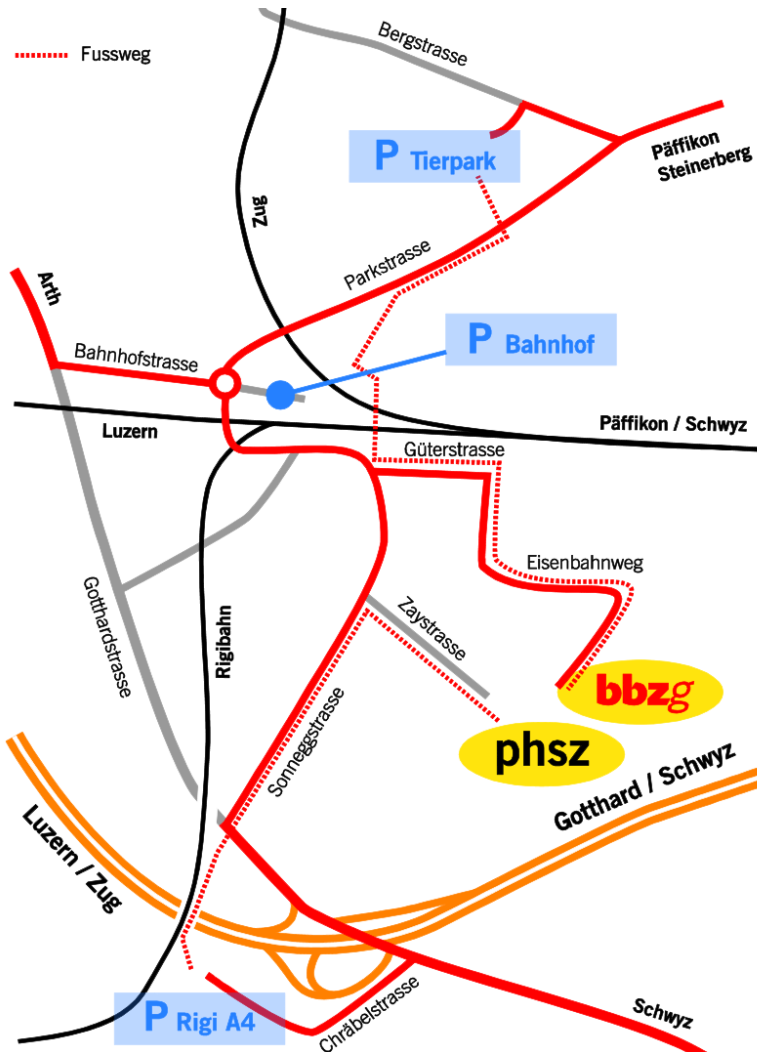 Fussweg
Bergstrasse
P Tierpark
Päffikon
Steinerberg
Zug
Parkstrasse
Arth
Bahnhofstrasse
P Bahnhof
Luzern
Päffikon / Schwyz
Güterstrasse
Eisenbahnweg
Gotthardstrasse
Rigibahn
Zaystrasse
bbzg
Sonneggstrasse
phsz
Gotthard / Schwyz
Luzern / Zug
P Rigi A4
Chräbelstrasse
Schwyz